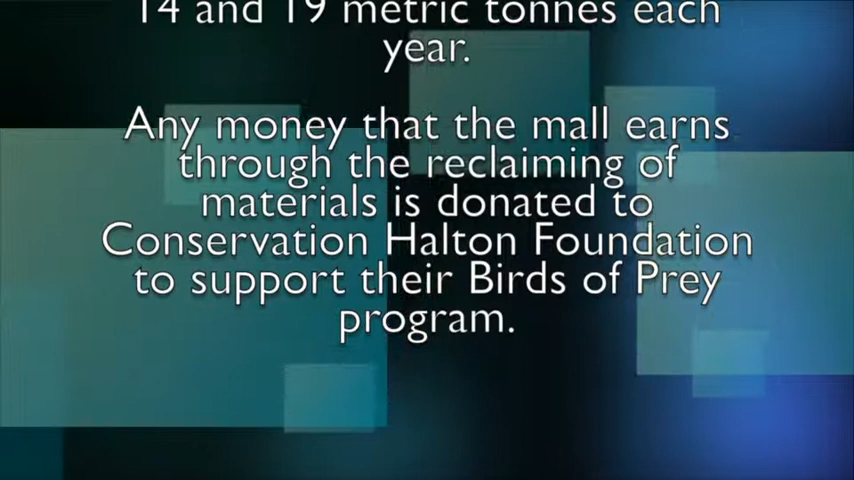 14 and 19 metric tonnes each
year.
Any money that the mall earns
through the reclaiming of
materials is donated to
Conservation Halton Foundation
to support their Birds of Prey
program.